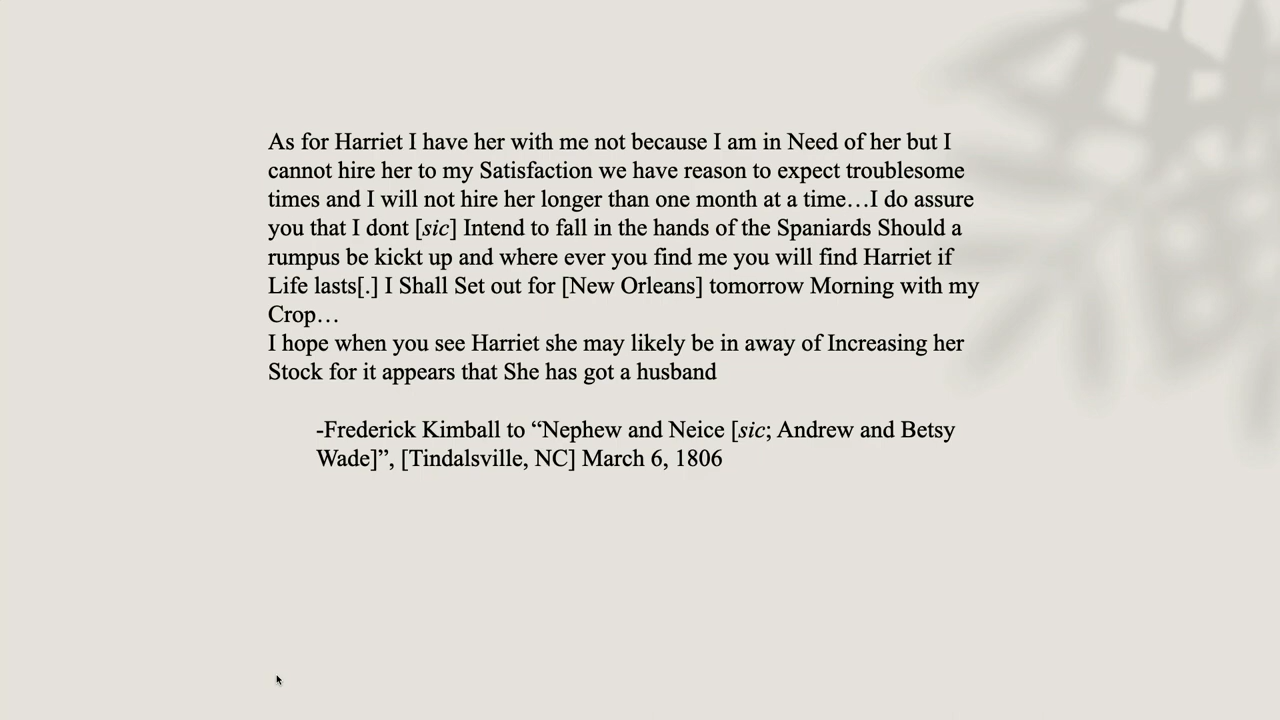 As for Harriet I have her with me not because I am in Need of her but I
cannot hire her to my Satisfaction we have reason to expect troublesome
times and I will not hire her longer than one month at a time…I do assure
you that I dont [sic] Intend to fall in the hands of the Spaniards Should a
rumpus be kickt up and where ever you find me you will find Harriet if
Life lasts[.] I Shall Set out for [New Orleans] tomorrow Morning with my
Crop…
I hope when you see Harriet she may likely be in away of Increasing her
Stock for it appears that She has got a husband
-Frederick Kimball to “Nephew and Neice [sic; Andrew and Betsy
Wade]”, [Tindalsville, NC] March 6, 1806